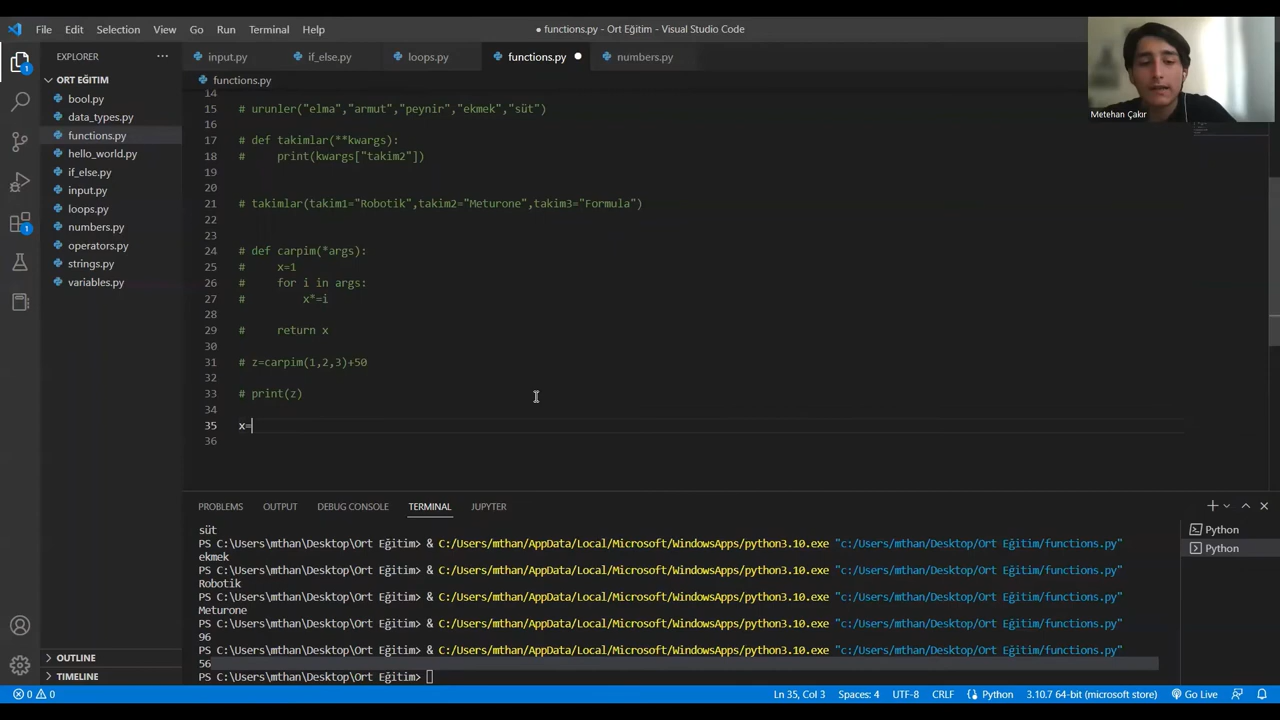 File Edit Selection View Go Run Terminal Help
● functions.py - Ort Eğitim - Visual Studio Code
Metehan Çakır
EXPLORER ...
input.py if_else.py loops.py functions.py ● numbers.py
ORT EĞİTİM
functions.py
bool.py
data_types.py
functions.py
hello_world.py
if_else.py
input.py
loops.py
numbers.py
operators.py
strings.py
variables.py
1
1
14
15 # urunler("elma","armut","peynir","ekmek","süt")
16
17 # def takimlar(**kwargs):
18 #     print(kwargs["takim2"])
19
20
21 # takimlar(takim1="Robotik",takim2="Meturone",takim3="Formula")
22
23
24 # def carpim(*args):
25 #     x=1
26 #     for i in args:
27 #         x*=i
28 #
29 #     return x
30
31 # z=carpim(1,2,3)+50
32
33 # print(z)
34
35 x=
36
PROBLEMS OUTPUT DEBUG CONSOLE TERMINAL JUPYTER
süt
PS C:\Users\mthan\Desktop\Ort Eğitim> & C:/Users/mthan/AppData/Local/Microsoft/WindowsApps/python3.10.exe "c:/Users/mthan/Desktop/Ort Eğitim/functions.py"
ekmek
PS C:\Users\mthan\Desktop\Ort Eğitim> & C:/Users/mthan/AppData/Local/Microsoft/WindowsApps/python3.10.exe "c:/Users/mthan/Desktop/Ort Eğitim/functions.py"
Robotik
PS C:\Users\mthan\Desktop\Ort Eğitim> & C:/Users/mthan/AppData/Local/Microsoft/WindowsApps/python3.10.exe "c:/Users/mthan/Desktop/Ort Eğitim/functions.py"
Meturone
PS C:\Users\mthan\Desktop\Ort Eğitim> & C:/Users/mthan/AppData/Local/Microsoft/WindowsApps/python3.10.exe "c:/Users/mthan/Desktop/Ort Eğitim/functions.py"
96
PS C:\Users\mthan\Desktop\Ort Eğitim> & C:/Users/mthan/AppData/Local/Microsoft/WindowsApps/python3.10.exe "c:/Users/mthan/Desktop/Ort Eğitim/functions.py"
56
PS C:\Users\mthan\Desktop\Ort Eğitim>
Python
Python
OUTLINE
TIMELINE
0 0 Ln 35, Col 3 Spaces: 4 UTF-8 CRLF Python 3.10.7 64-bit (microsoft store) Go Live